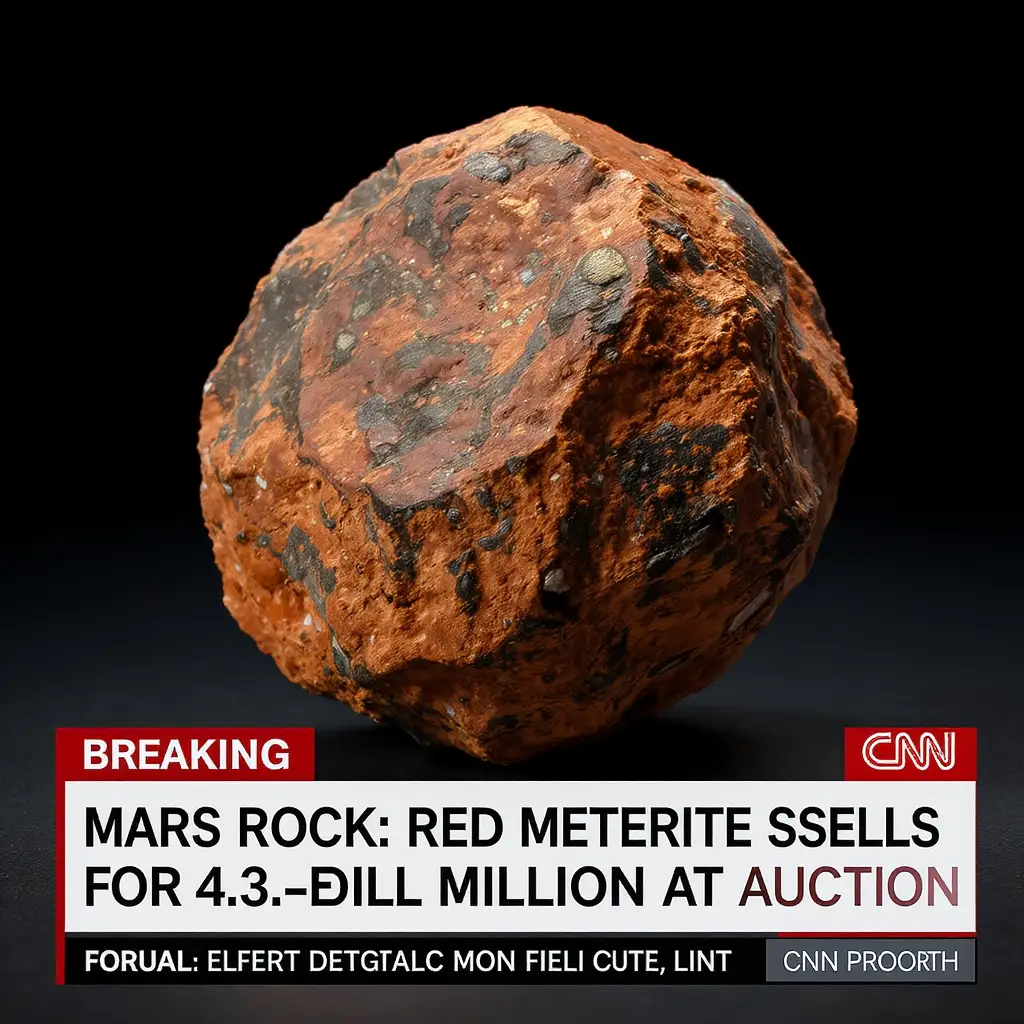 BREAKING
CNN
MARS ROCK: RED METERITE SSELLS
FOR 4.3.-ĐILL MILLION AT AUCTION
FORUAL: ELFERT DETGTALC MON FIELI CUTE, LINT
CNN PROORTH